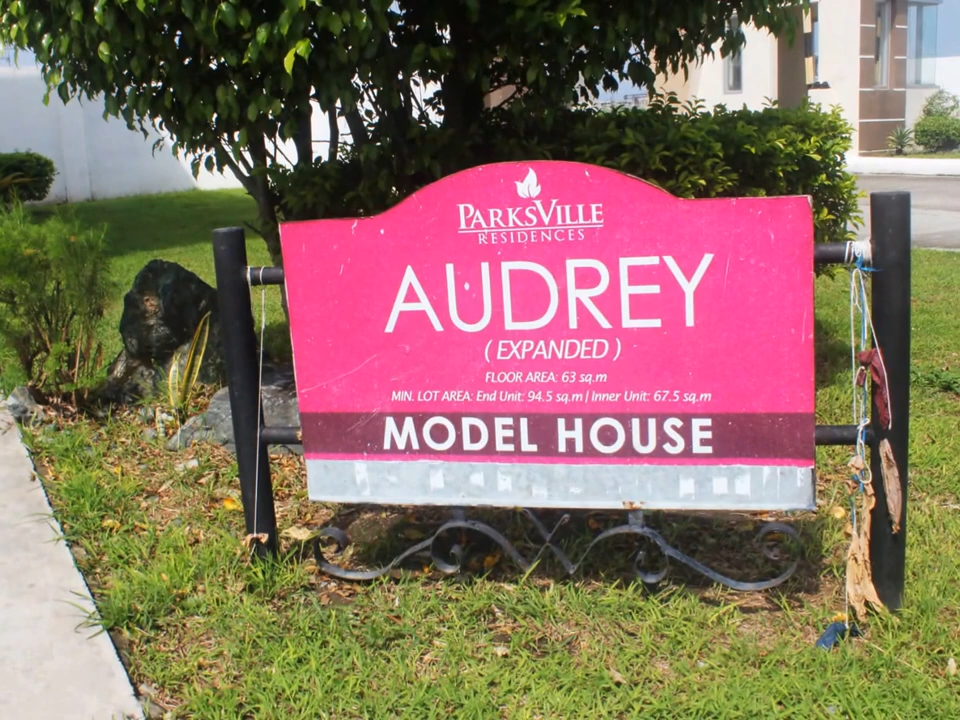 PARKSVILLE
RESIDENCES
AUDREY
( EXPANDED )
FLOOR AREA: 63 sq.m
MIN. LOT AREA: End Unit: 94.5 sq.m | Inner Unit: 67.5 sq.m
MODEL HOUSE